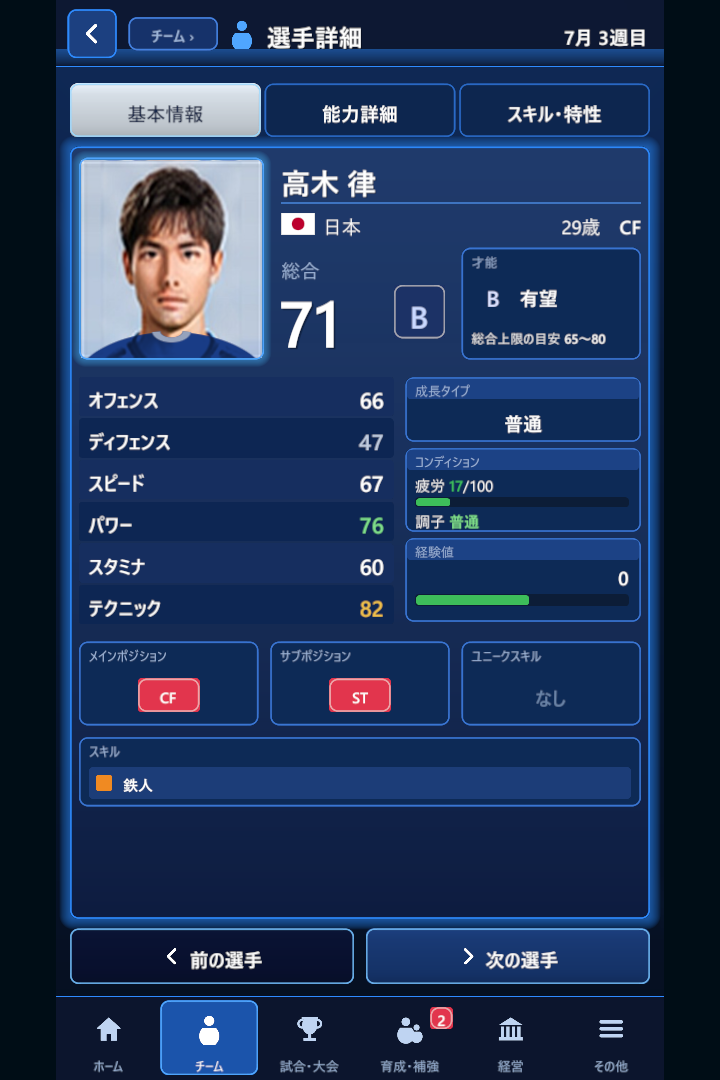 チーム ›
選手詳細
7月 3週目
基本情報
能力詳細
スキル・特性
高木 律
日本
29歳 CF
総合
71
B
才能
B 有望
総合上限の目安 65～80
オフェンス 66
ディフェンス 47
スピード 67
パワー 76
スタミナ 60
テクニック 82
成長タイプ
普通
コンディション
疲労 17/100
調子 普通
経験値
0
メインポジション
CF
サブポジション
ST
ユニークスキル
なし
スキル
鉄人
前の選手
次の選手
ホーム
チーム
試合・大会
育成・補強
2
経営
その他